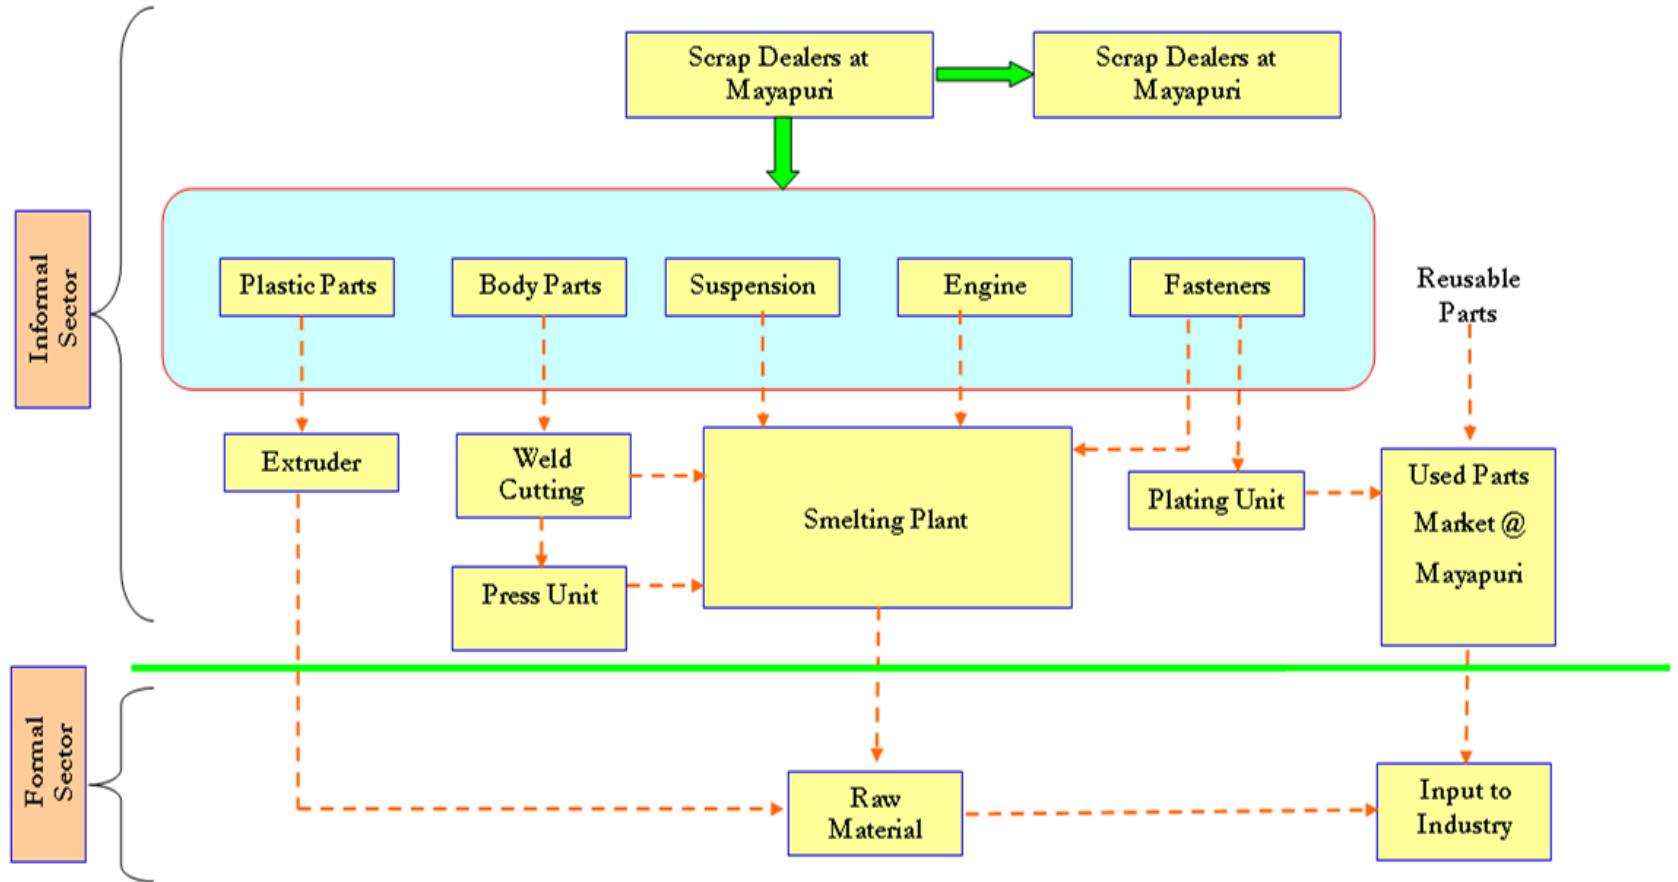 Scrap Dealers at
Mayapuri
Scrap Dealers at
Mayapuri
Informal
Sector
Plastic Parts
Body Parts
Suspension
Engine
Fasteners
Reusable
Parts
Extruder
Weld
Cutting
Smelting Plant
Plating Unit
Used Parts
Market @
Mayapuri
Press Unit
Formal
Sector
Raw
Material
Input to
Industry